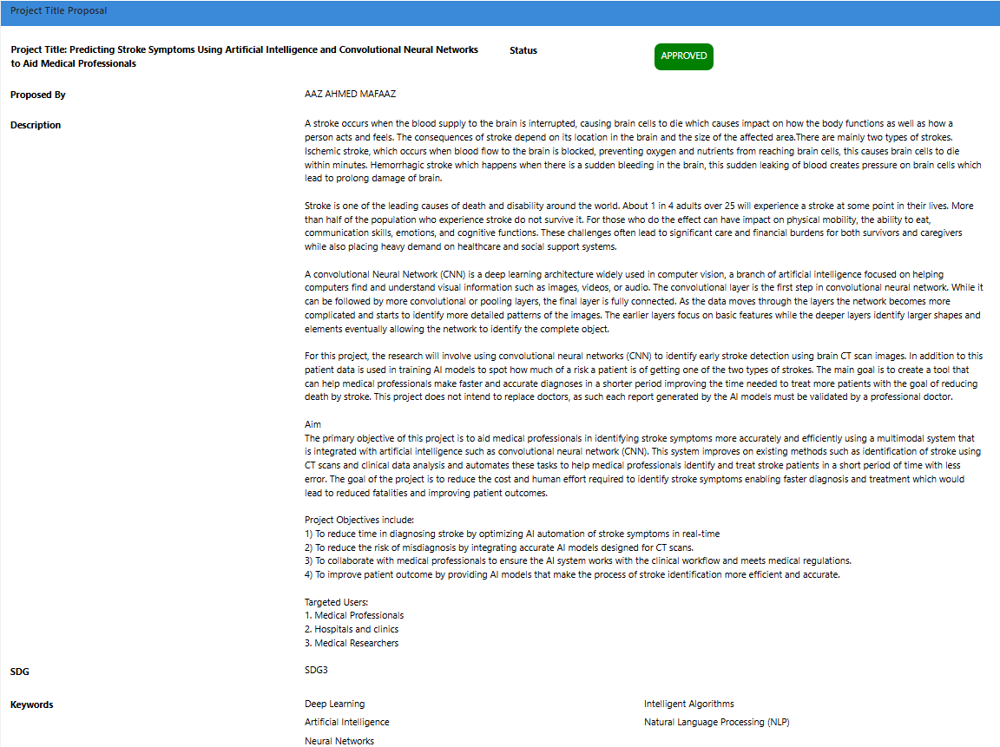 Project Title Proposal
Project Title: Predicting Stroke Symptoms Using Artificial Intelligence and Convolutional Neural Networks
to Aid Medical Professionals
Status
APPROVED
Proposed By
AAZ AHMED MAFAAZ
Description
A stroke occurs when the blood supply to the brain is interrupted, causing brain cells to die which causes impact on how the body functions as well as how a
person acts and feels. The consequences of stroke depend on its location in the brain and the size of the affected area.There are mainly two types of strokes.
Ischemic stroke, which occurs when blood flow to the brain is blocked, preventing oxygen and nutrients from reaching brain cells, this causes brain cells to die
within minutes. Hemorrhagic stroke which happens when there is a sudden bleeding in the brain, this sudden leaking of blood creates pressure on brain cells which
lead to prolong damage of brain.
Stroke is one of the leading causes of death and disability around the world. About 1 in 4 adults over 25 will experience a stroke at some point in their lives. More
than half of the population who experience stroke do not survive it. For those who do the effect can have impact on physical mobility, the ability to eat,
communication skills, emotions, and cognitive functions. These challenges often lead to significant care and financial burdens for both survivors and caregivers
while also placing heavy demand on healthcare and social support systems.
A convolutional Neural Network (CNN) is a deep learning architecture widely used in computer vision, a branch of artificial intelligence focused on helping
computers find and understand visual information such as images, videos, or audio. The convolutional layer is the first step in convolutional neural network. While it
can be followed by more convolutional or pooling layers, the final layer is fully connected. As the data moves through the layers the network becomes more
complicated and starts to identify more detailed patterns of the images. The earlier layers focus on basic features while the deeper layers identify larger shapes and
elements eventually allowing the network to identify the complete object.
For this project, the research will involve using convolutional neural networks (CNN) to identify early stroke detection using brain CT scan images. In addition to this
patient data is used in training AI models to spot how much of a risk a patient is of getting one of the two types of strokes. The main goal is to create a tool that
can help medical professionals make faster and accurate diagnoses in a shorter period improving the time needed to treat more patients with the goal of reducing
death by stroke. This project does not intend to replace doctors, as such each report generated by the AI models must be validated by a professional doctor.
Aim
The primary objective of this project is to aid medical professionals in identifying stroke symptoms more accurately and efficiently using a multimodal system that
is integrated with artificial intelligence such as convolutional neural network (CNN). This system improves on existing methods such as identification of stroke using
CT scans and clinical data analysis and automates these tasks to help medical professionals identify and treat stroke patients in a short period of time with less
error. The goal of the project is to reduce the cost and human effort required to identify stroke symptoms enabling faster diagnosis and treatment which would
lead to reduced fatalities and improving patient outcomes.
Project Objectives include:
1) To reduce time in diagnosing stroke by optimizing AI automation of stroke symptoms in real-time
2) To reduce the risk of misdiagnosis by integrating accurate AI models designed for CT scans.
3) To collaborate with medical professionals to ensure the AI system works with the clinical workflow and meets medical regulations.
4) To improve patient outcome by providing AI models that make the process of stroke identification more efficient and accurate.
Targeted Users:
1. Medical Professionals
2. Hospitals and clinics
3. Medical Researchers
SDG
SDG3
Keywords
Deep Learning
Intelligent Algorithms
Artificial Intelligence
Natural Language Processing (NLP)
Neural Networks